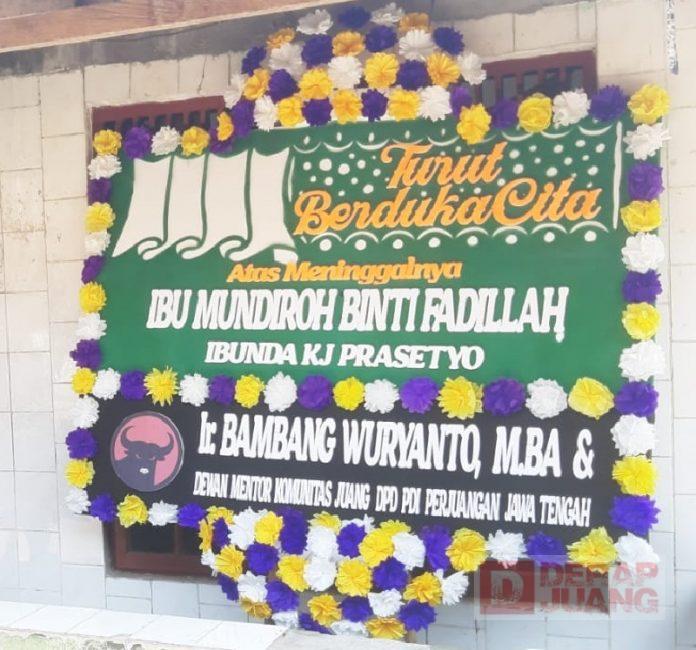 Turut
Berduka Cita
Atas Meninggalnya
IBU MUNDIROH BINTI FADILLAH
IBUNDA KJ PRASETYO
Ir. BAMBANG WURYANTO, M.BA &
DEWAN MENTOR KOMUNITAS JUANG DPD PDI PERJUANGAN JAWA TENGAH
DERAP
JUANG